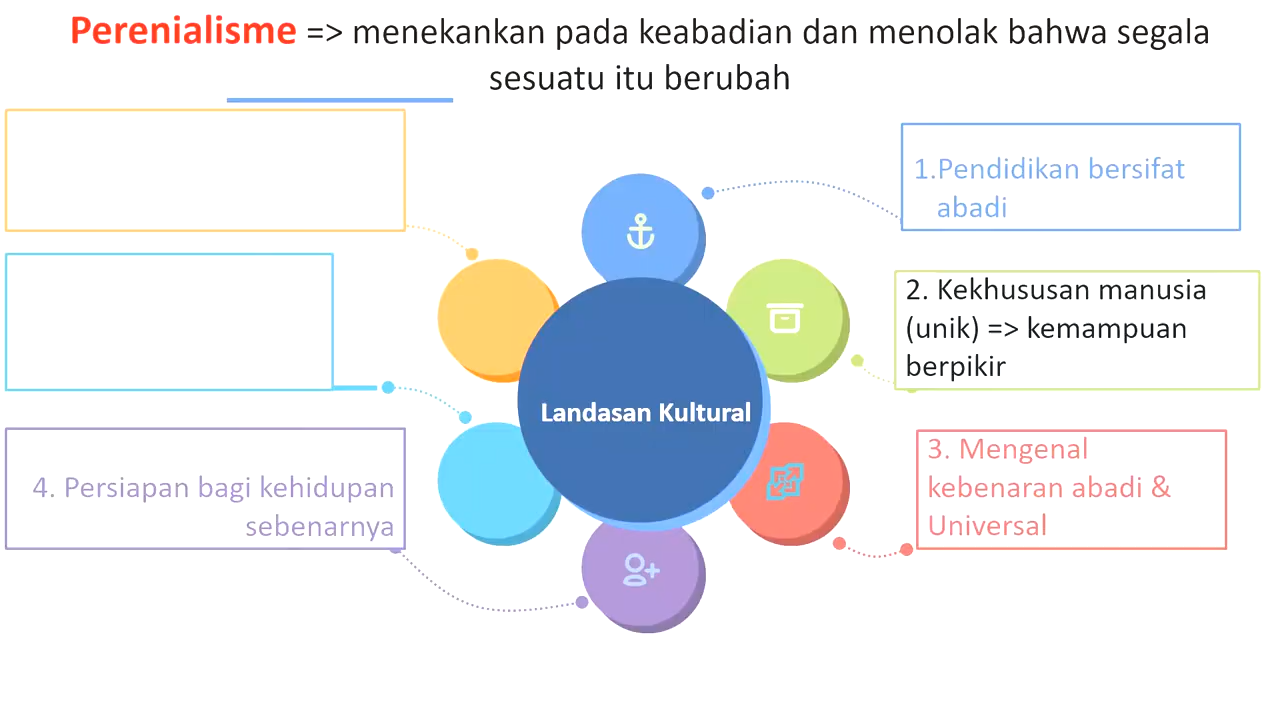 Perenialisme => menekankan pada keabadian dan menolak bahwa segala
sesuatu itu berubah
1.Pendidikan bersifat
abadi
2. Kekhususan manusia
(unik) => kemampuan
berpikir
Landasan Kultural
3. Mengenal
kebenaran abadi &
Universal
4. Persiapan bagi kehidupan
sebenarnya